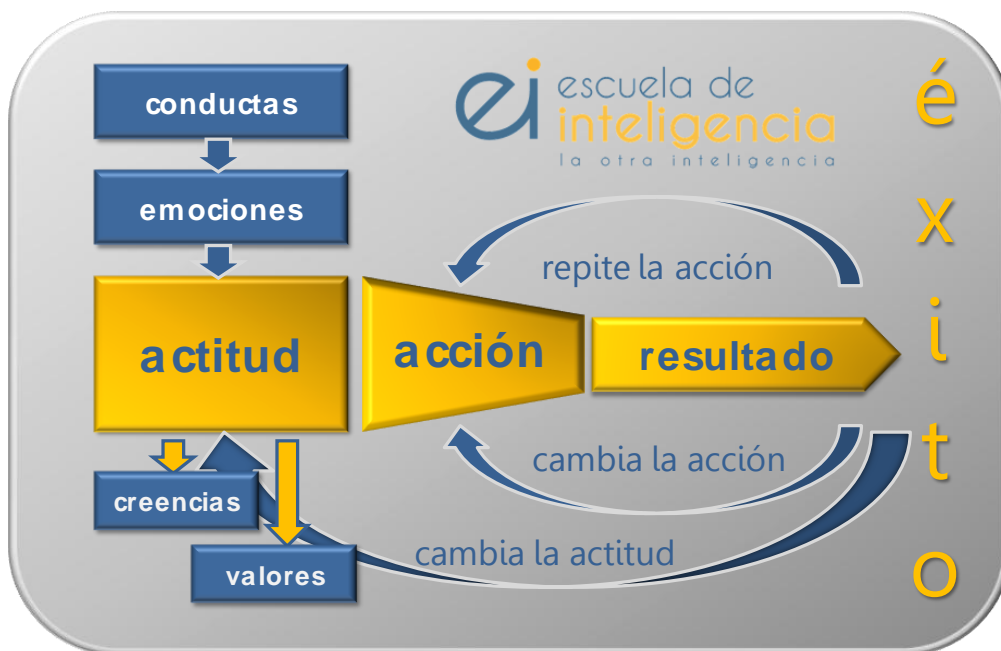 conductas
emociones
actitud
creencias
valores
escuela de
inteligencia
la otra inteligencia
repite la acción
acción
resultado
cambia la acción
cambia la actitud
éxito